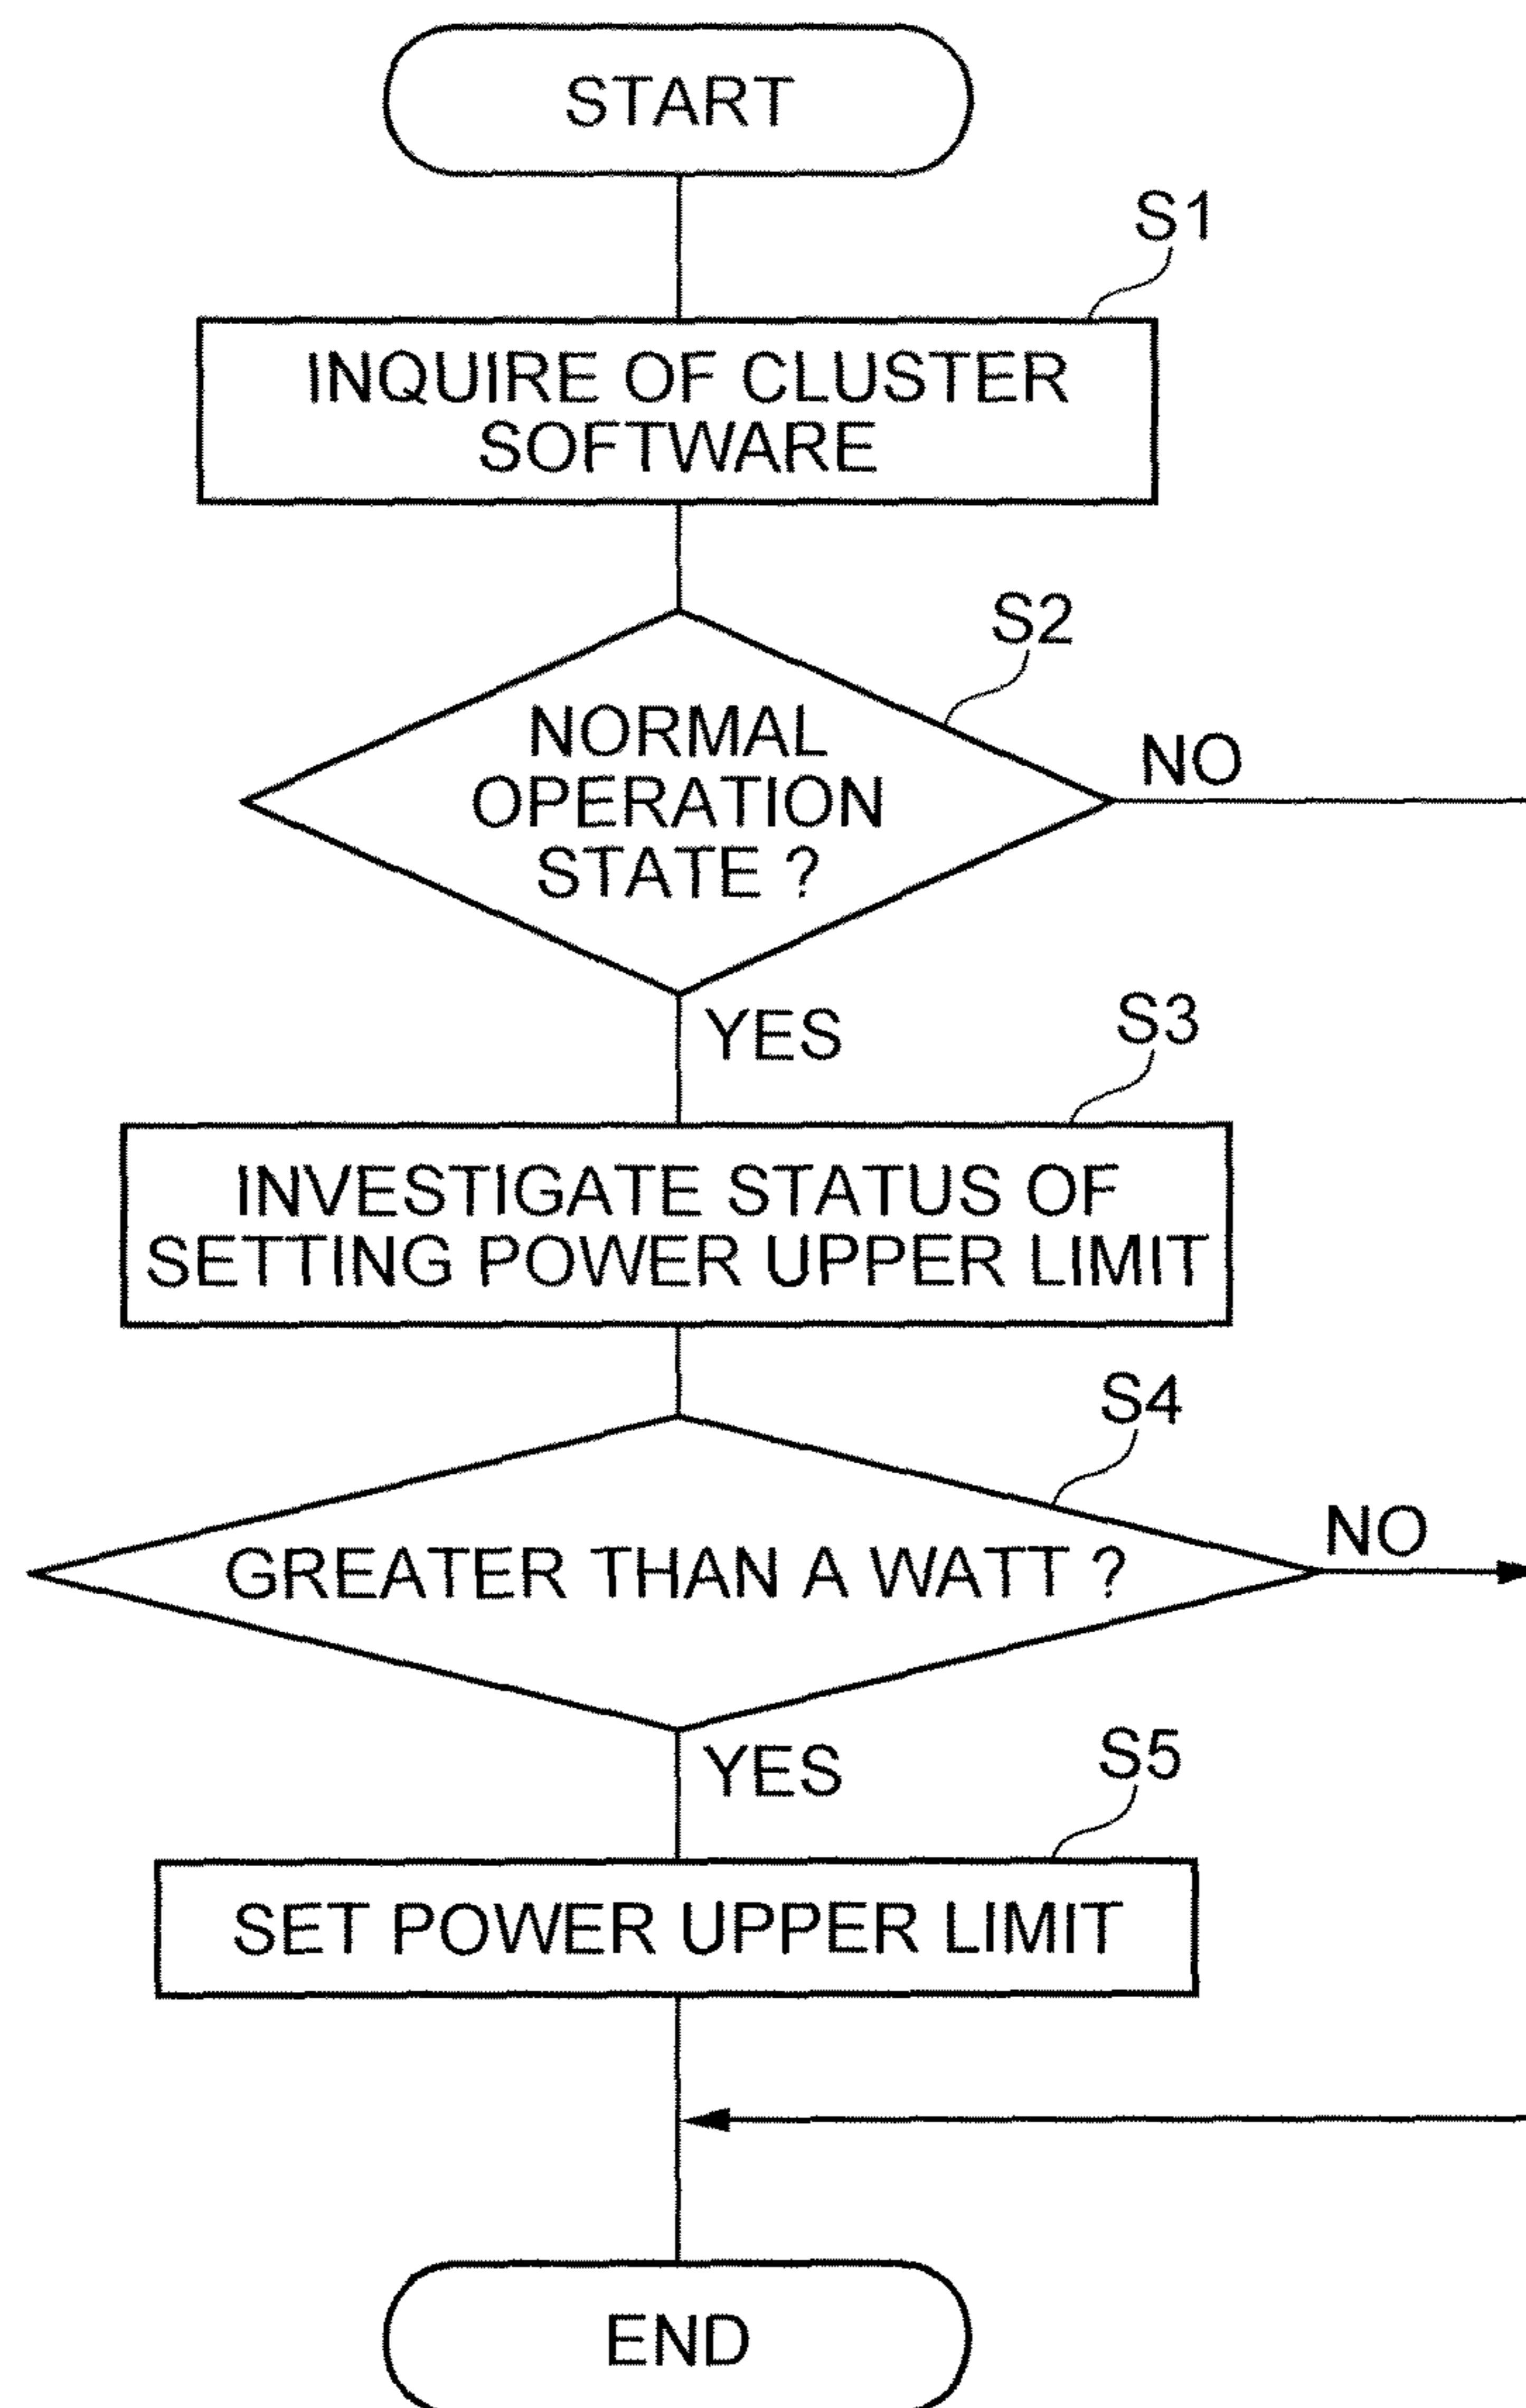 START
S1
INQUIRE OF CLUSTER
SOFTWARE
S2
NORMAL
OPERATION
STATE ?
NO
YES
S3
INVESTIGATE STATUS OF
SETTING POWER UPPER LIMIT
S4
GREATER THAN A WATT ?
NO
YES
S5
SET POWER UPPER LIMIT
END